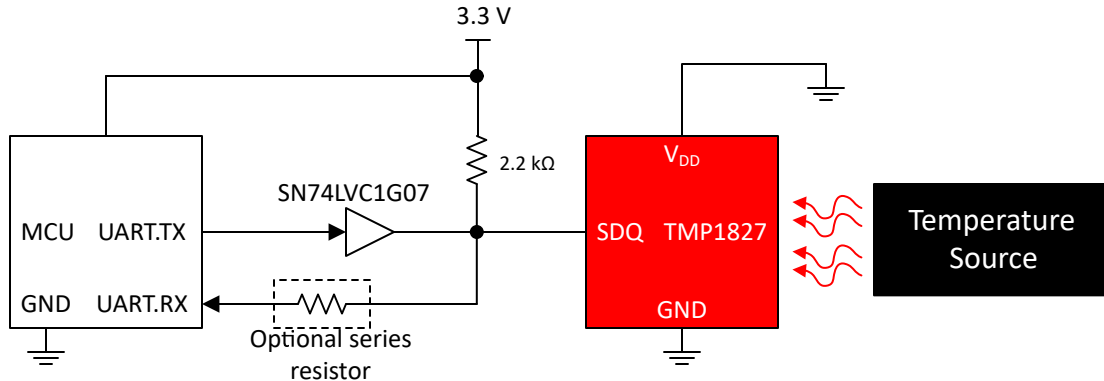 3.3 V
2.2 kΩ
V_DD
SN74LVC1G07
MCU UART.TX
SDQ TMP1827
Temperature
Source
GND UART.RX
GND
Optional series
resistor